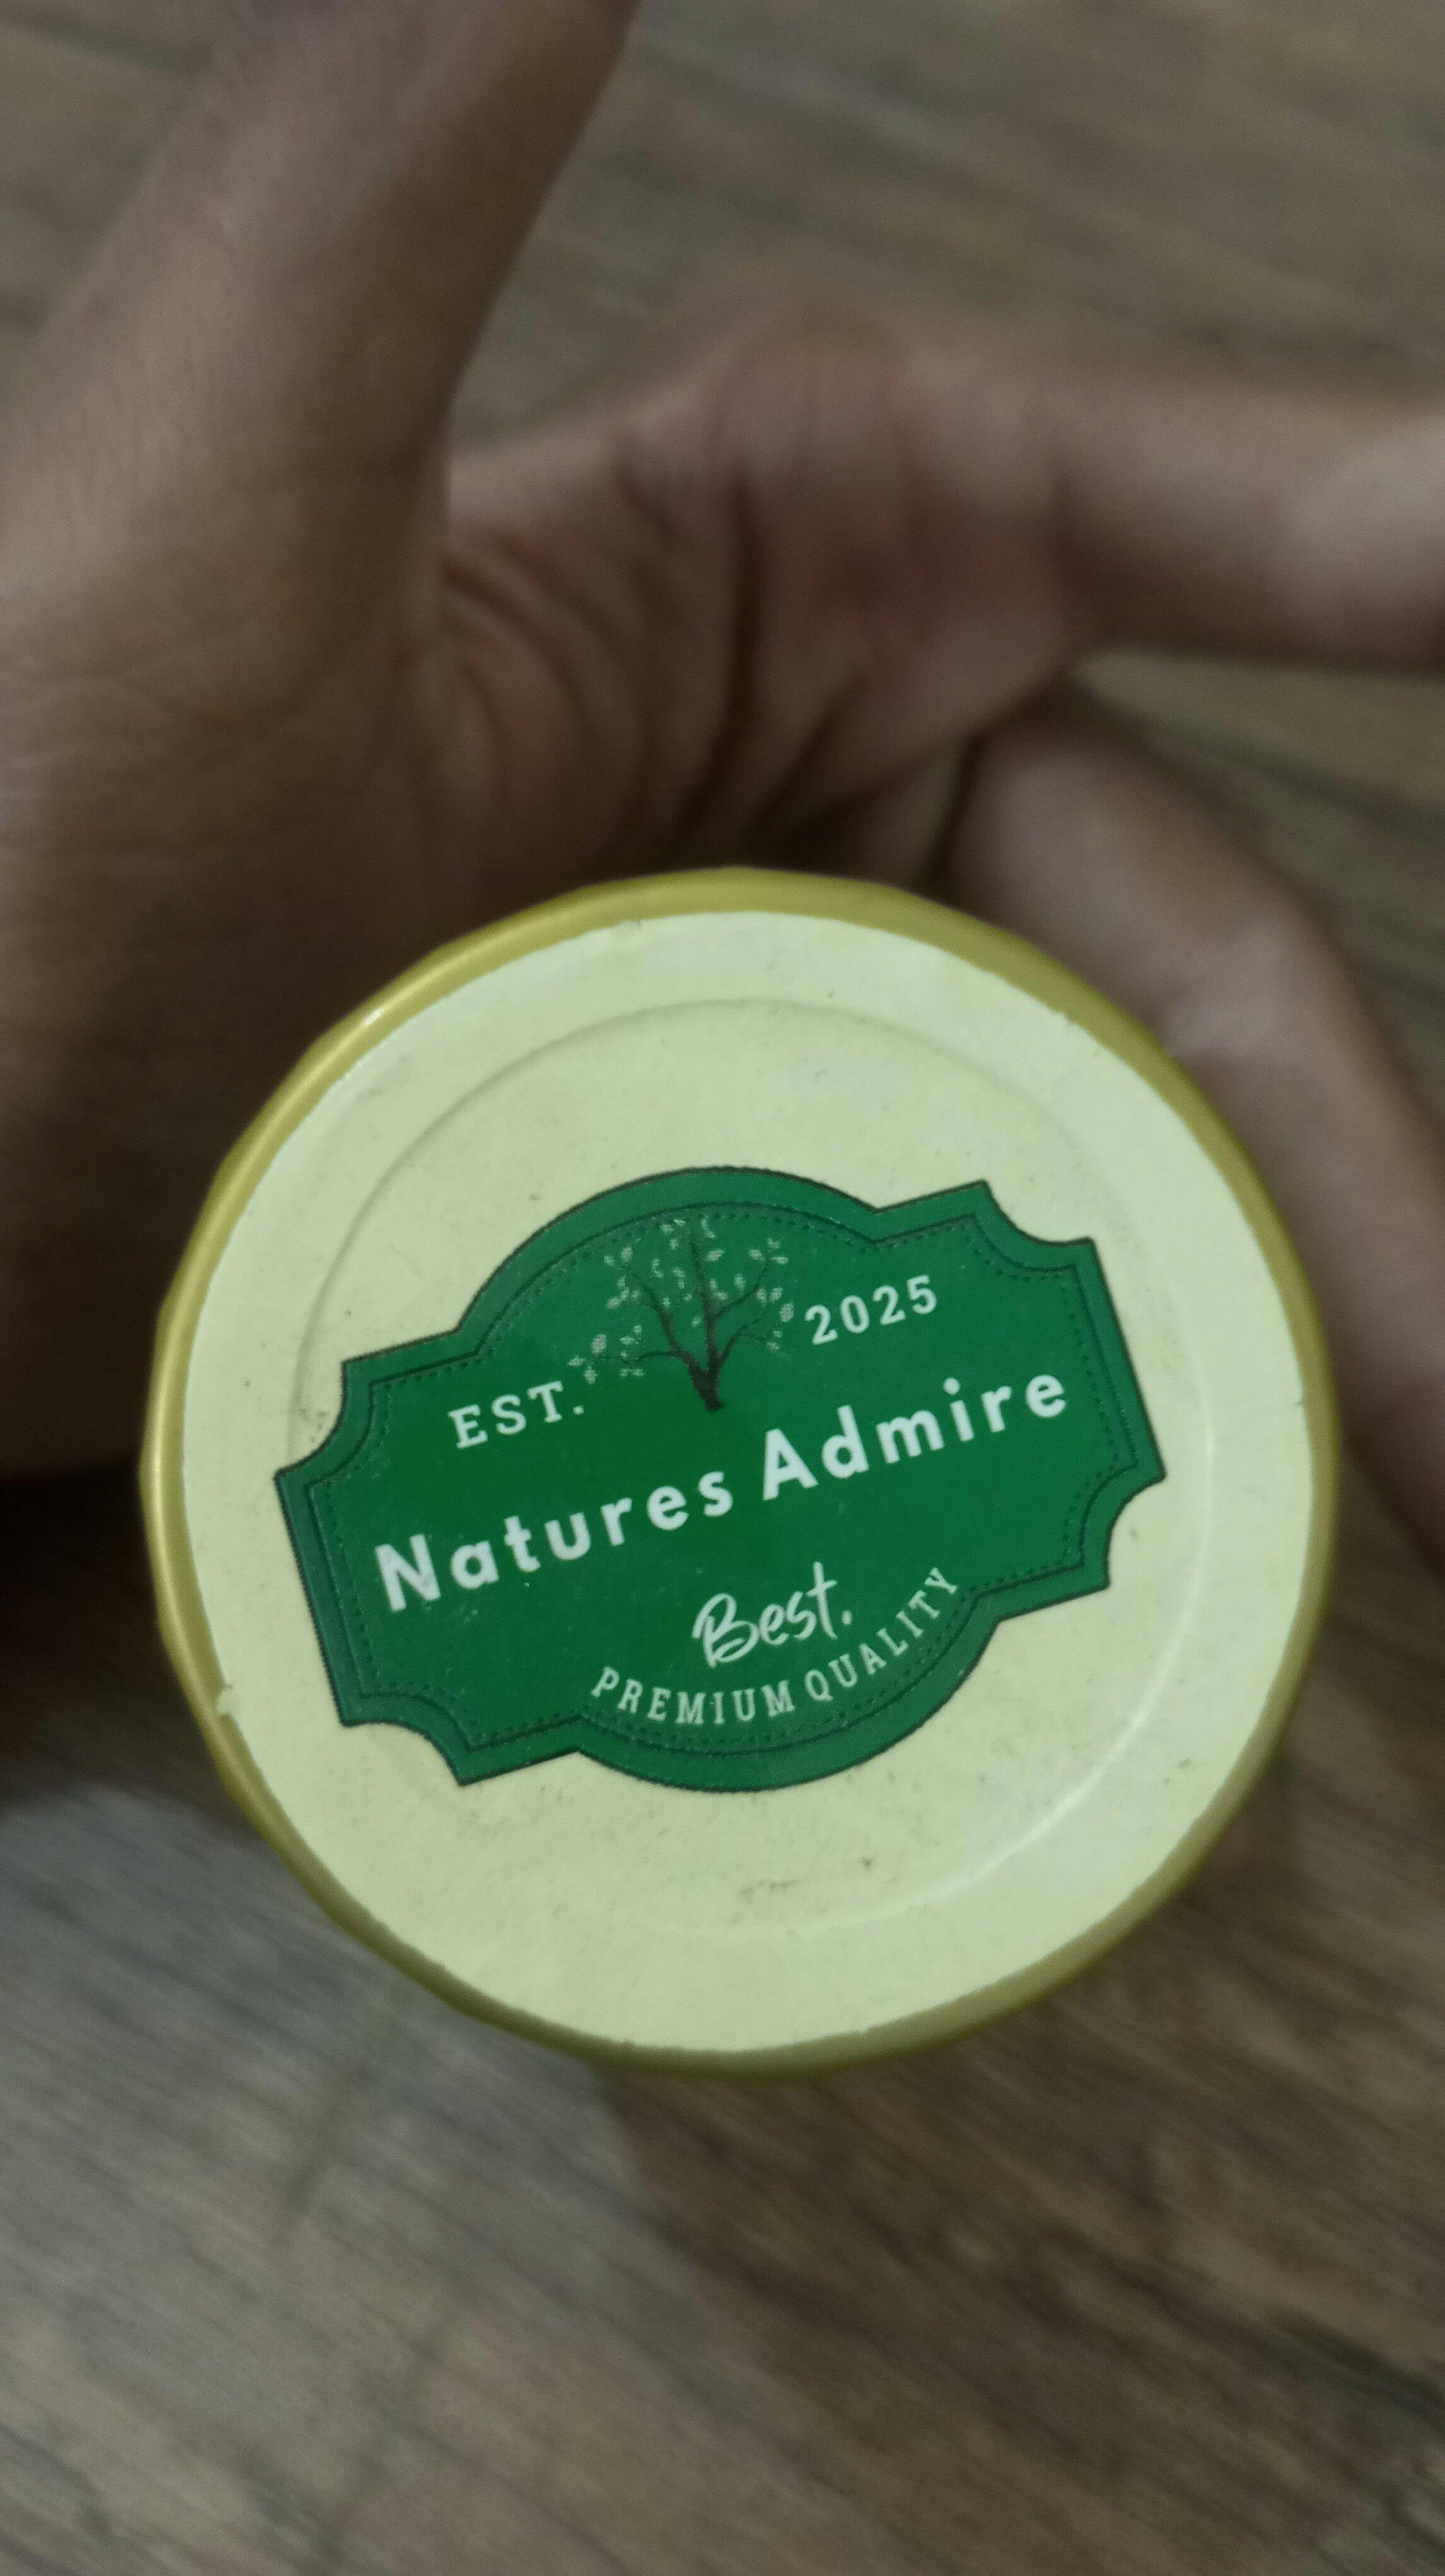 EST. 2025
Natures Admire
Best.
PREMIUM QUALITY